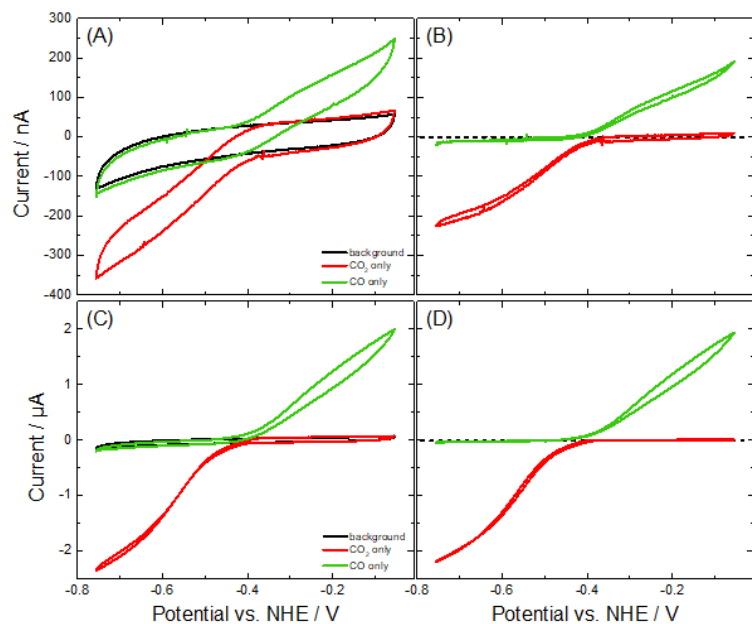 (A)
(B)
300
200
100
0
-100
-200
-300
-400
Current / nA
background
CO₂ only
CO only
(C)
(D)
2
1
0
-1
-2
Current / µA
background
CO₂ only
CO only
-0.8 -0.6 -0.4 -0.2 -0.8 -0.6 -0.4 -0.2
Potential vs. NHE / V Potential vs. NHE / V